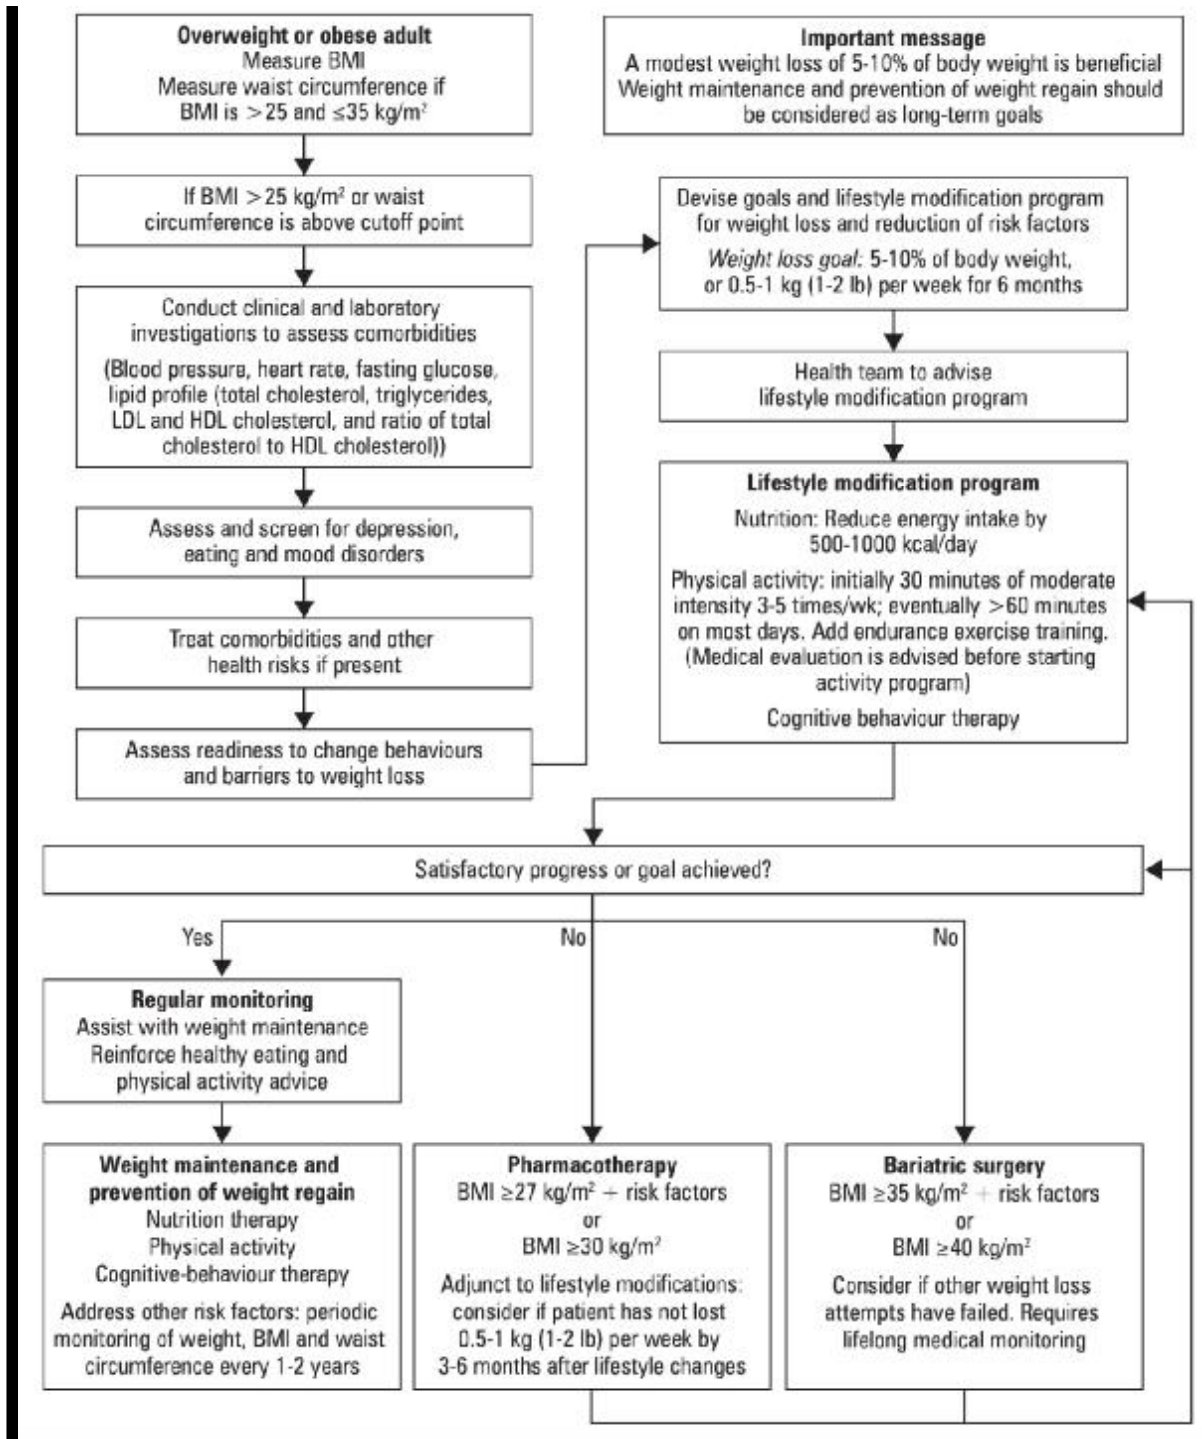 Overweight or obese adult
Measure BMI
Measure waist circumference if
BMI is >25 and ≤35 kg/m²
If BMI >25 kg/m² or waist
circumference is above cutoff point
Conduct clinical and laboratory
investigations to assess comorbidities
(Blood pressure, heart rate, fasting glucose,
lipid profile (total cholesterol, triglycerides,
LDL and HDL cholesterol, and ratio of total
cholesterol to HDL cholesterol))
Assess and screen for depression,
eating and mood disorders
Treat comorbidities and other
health risks if present
Assess readiness to change behaviours
and barriers to weight loss
Important message
A modest weight loss of 5-10% of body weight is beneficial
Weight maintenance and prevention of weight regain should
be considered as long-term goals
Devise goals and lifestyle modification program
for weight loss and reduction of risk factors
Weight loss goal: 5-10% of body weight,
or 0.5-1 kg (1-2 lb) per week for 6 months
Health team to advise
lifestyle modification program
Lifestyle modification program
Nutrition: Reduce energy intake by
500-1000 kcal/day
Physical activity: initially 30 minutes of moderate
intensity 3-5 times/wk; eventually >60 minutes
on most days. Add endurance exercise training.
(Medical evaluation is advised before starting
activity program)
Cognitive behaviour therapy
Satisfactory progress or goal achieved?
Yes
No
No
Regular monitoring
Assist with weight maintenance
Reinforce healthy eating and
physical activity advice
Weight maintenance and
prevention of weight regain
Nutrition therapy
Physical activity
Cognitive-behaviour therapy
Address other risk factors: periodic
monitoring of weight, BMI and waist
circumference every 1-2 years
Pharmacotherapy
BMI ≥27 kg/m² + risk factors
or
BMI ≥30 kg/m²
Adjunct to lifestyle modifications:
consider if patient has not lost
0.5-1 kg (1-2 lb) per week by
3-6 months after lifestyle changes
Bariatric surgery
BMI ≥35 kg/m² + risk factors
or
BMI ≥40 kg/m²
Consider if other weight loss
attempts have failed. Requires
lifelong medical monitoring